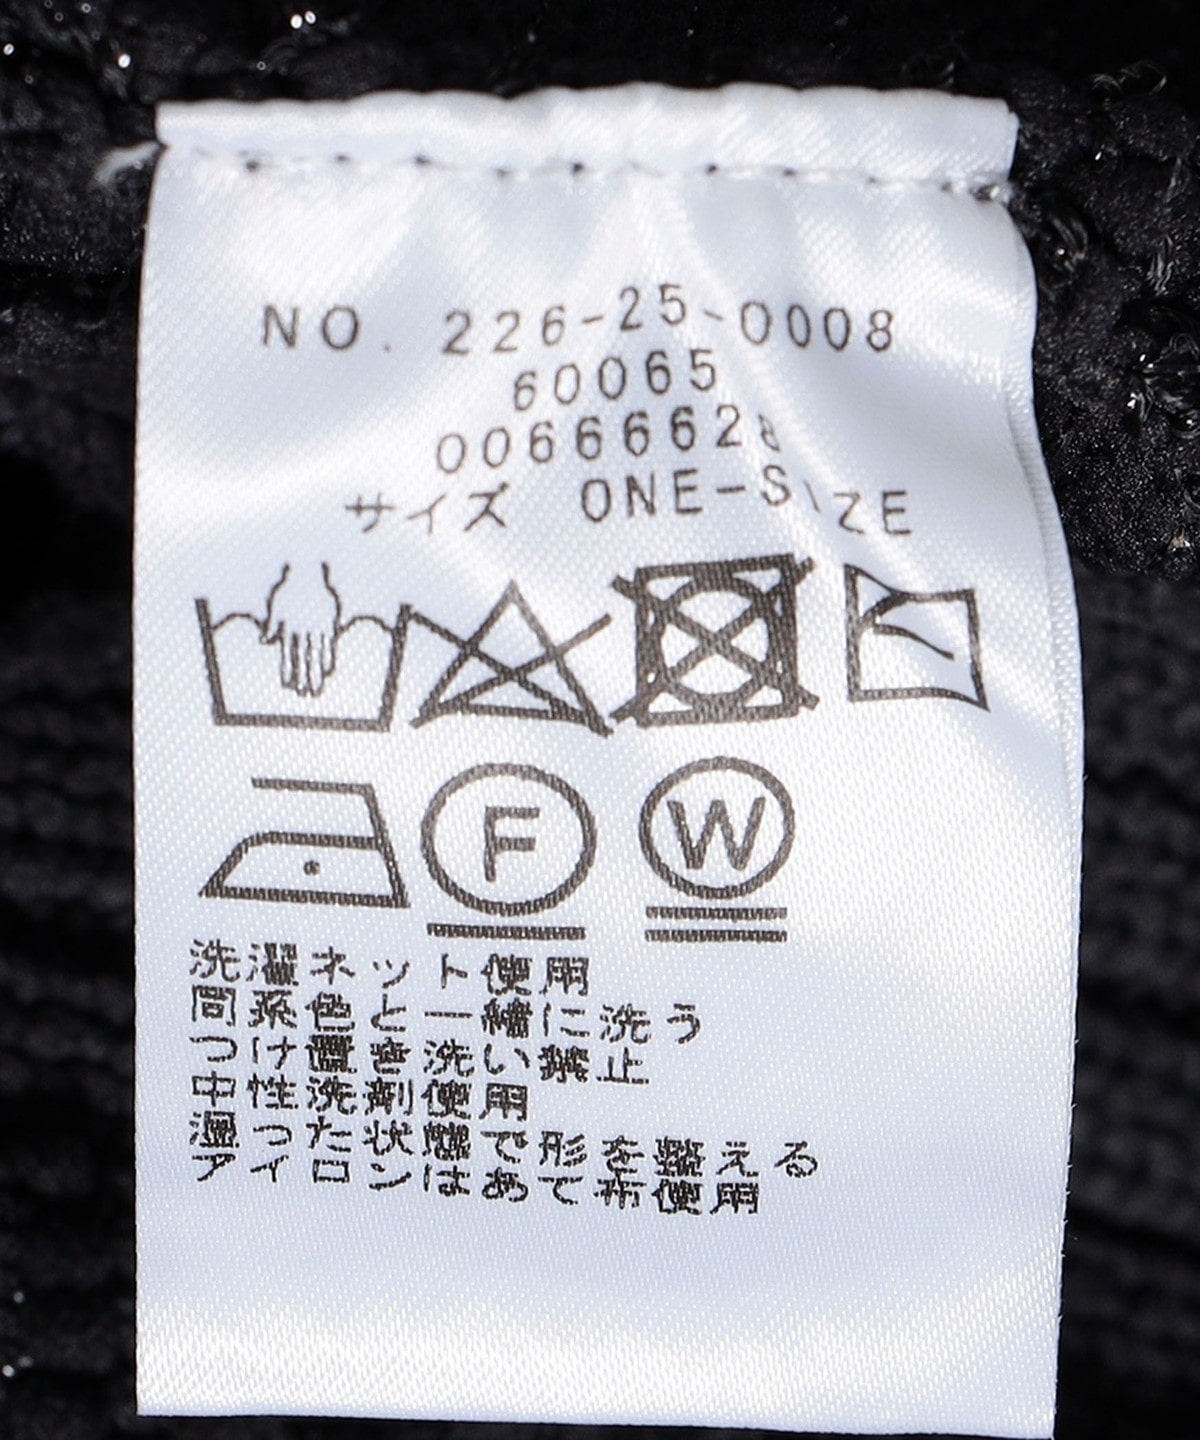 NO. 226-25-0008
60065
00666628
サイズ ONE-SIZE
F
W
洗濯ネット使用
同系色と一緒に洗う
つけ置き洗い禁止
中性洗剤使用
湿った状態で形を整える
アイロンはあて布使用